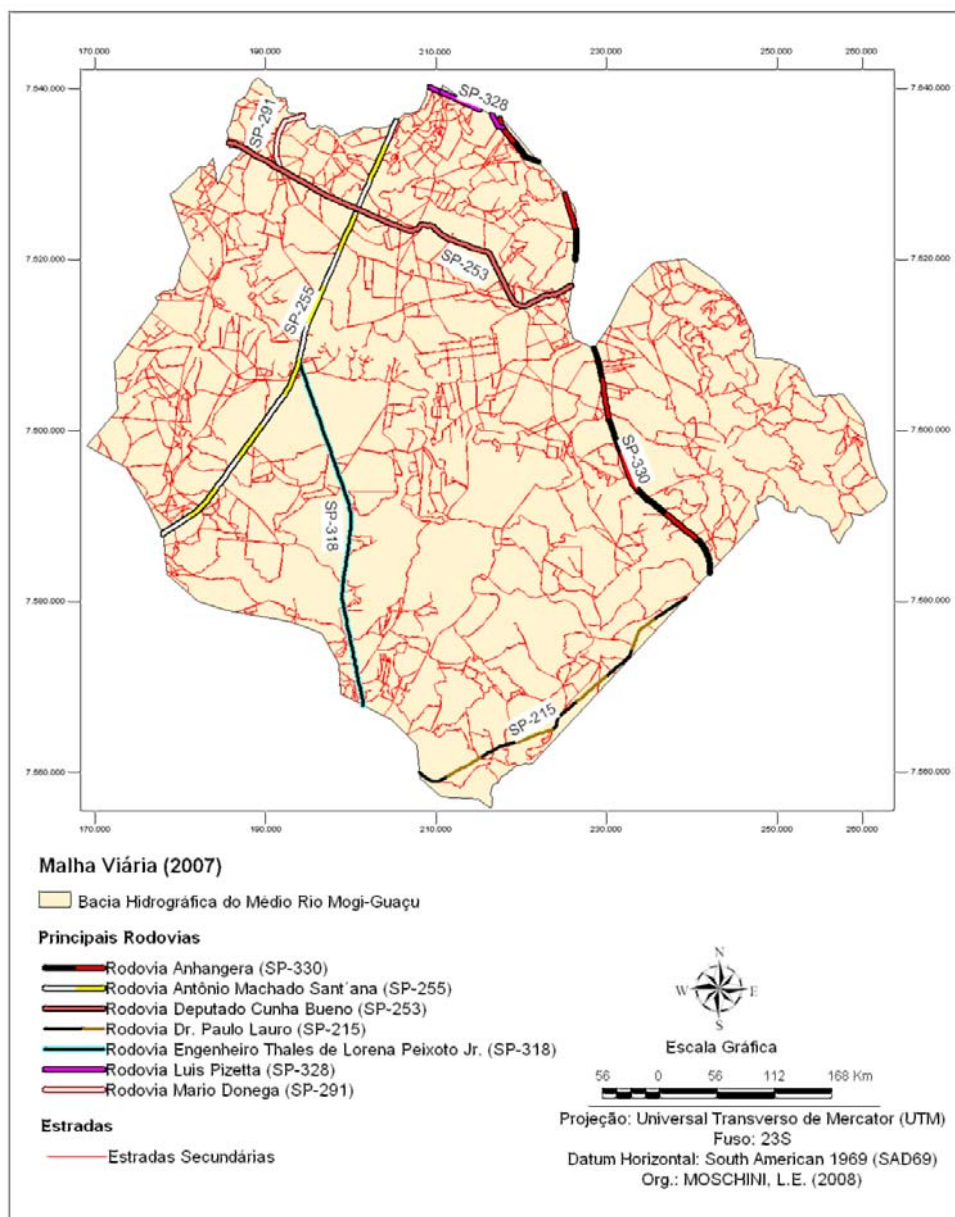 170.000 190.000 210.000 230.000 250.000 260.000
7.640.000 7.640.000
SP-328
SP-291
7.620.000 7.620.000
SP-253
SP-255
7.600.000 7.600.000
SP-330
SP-318
7.580.000 7.580.000
SP-215
7.560.000 7.560.000
170.000 190.000 210.000 230.000 250.000 260.000
Malha Viária (2007)
Bacia Hidrográfica do Médio Rio Mogi-Guaçu
Principais Rodovias
Rodovia Anhangera (SP-330)
Rodovia Antônio Machado Sant'ana (SP-255)
Rodovia Deputado Cunha Bueno (SP-253)
Rodovia Dr. Paulo Lauro (SP-215)
Rodovia Engenheiro Thales de Lorena Peixoto Jr. (SP-318)
Rodovia Luis Pizetta (SP-328)
Rodovia Mario Donega (SP-291)
Estradas
Estradas Secundárias
N
W E
S
Escala Gráfica
56 0 56 112 168 Km
Projeção: Universal Transverso de Mercator (UTM)
Fuso: 23S
Datum Horizontal: South American 1969 (SAD69)
Org.: MOSCHINI, L.E. (2008)